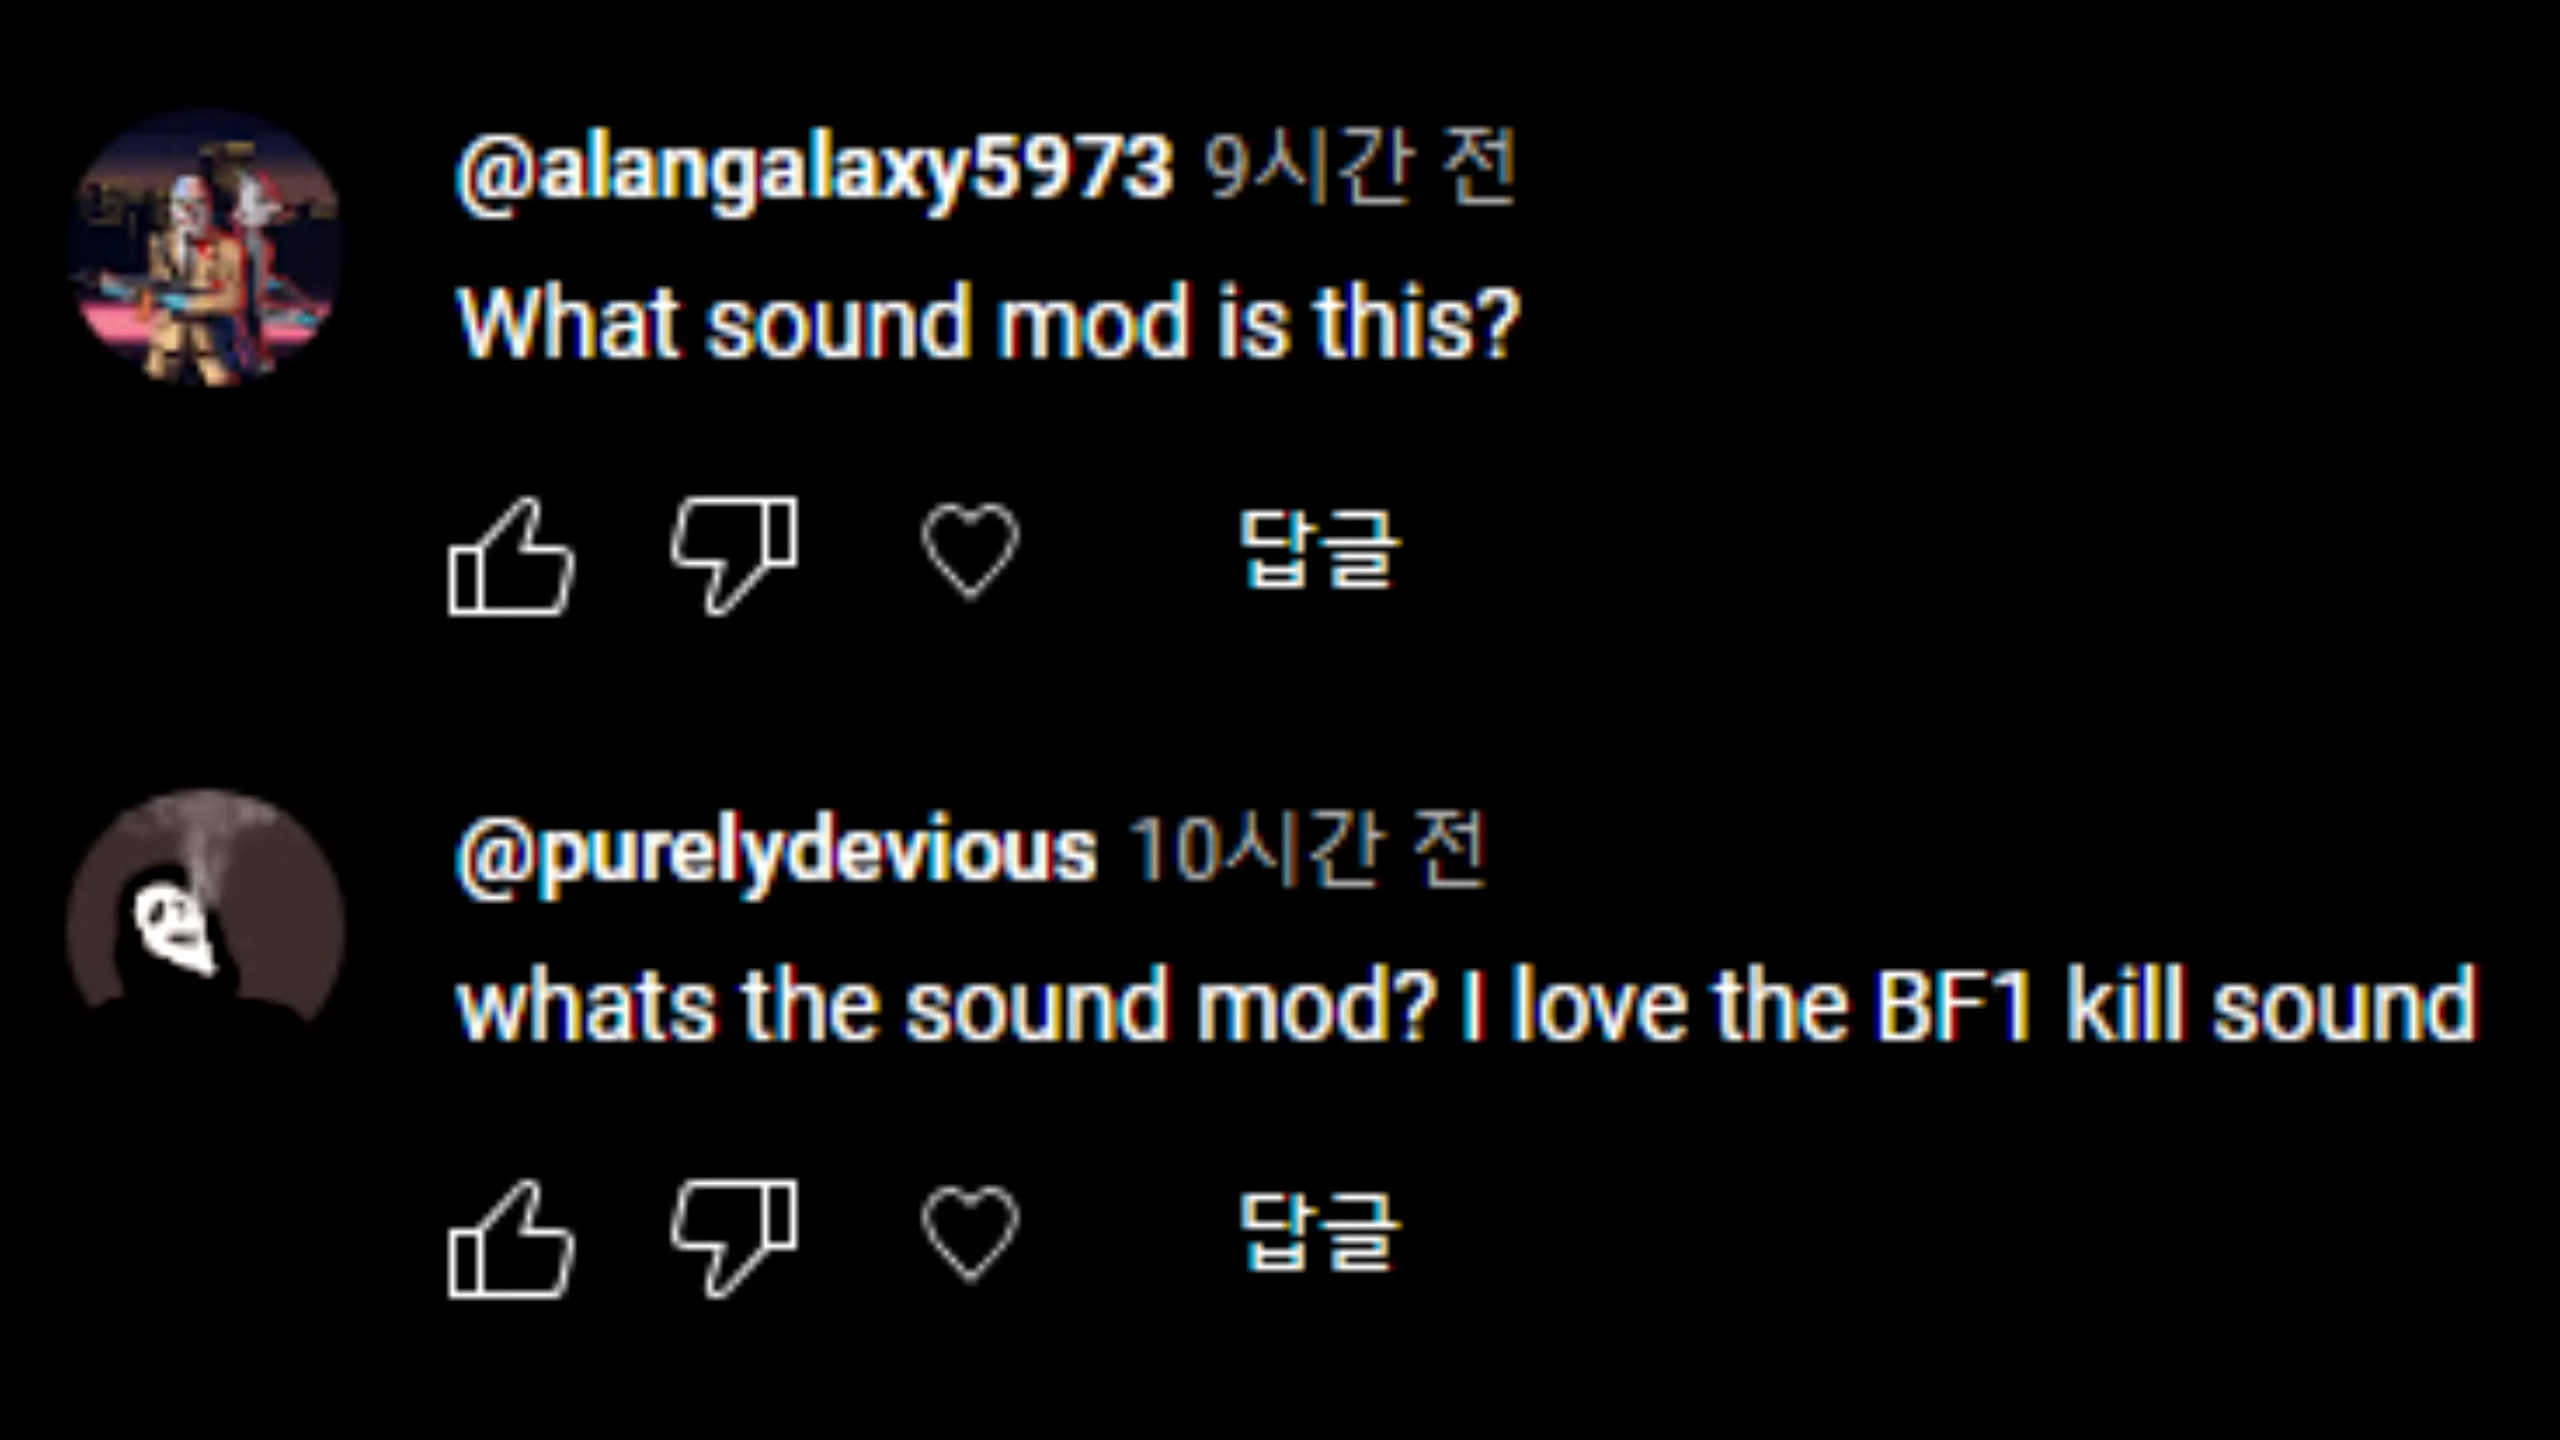 @alangalaxy5973 9시간 전
What sound mod is this?
답글
@purelydevious 10시간 전
whats the sound mod? I love the BF1 kill sound
답글